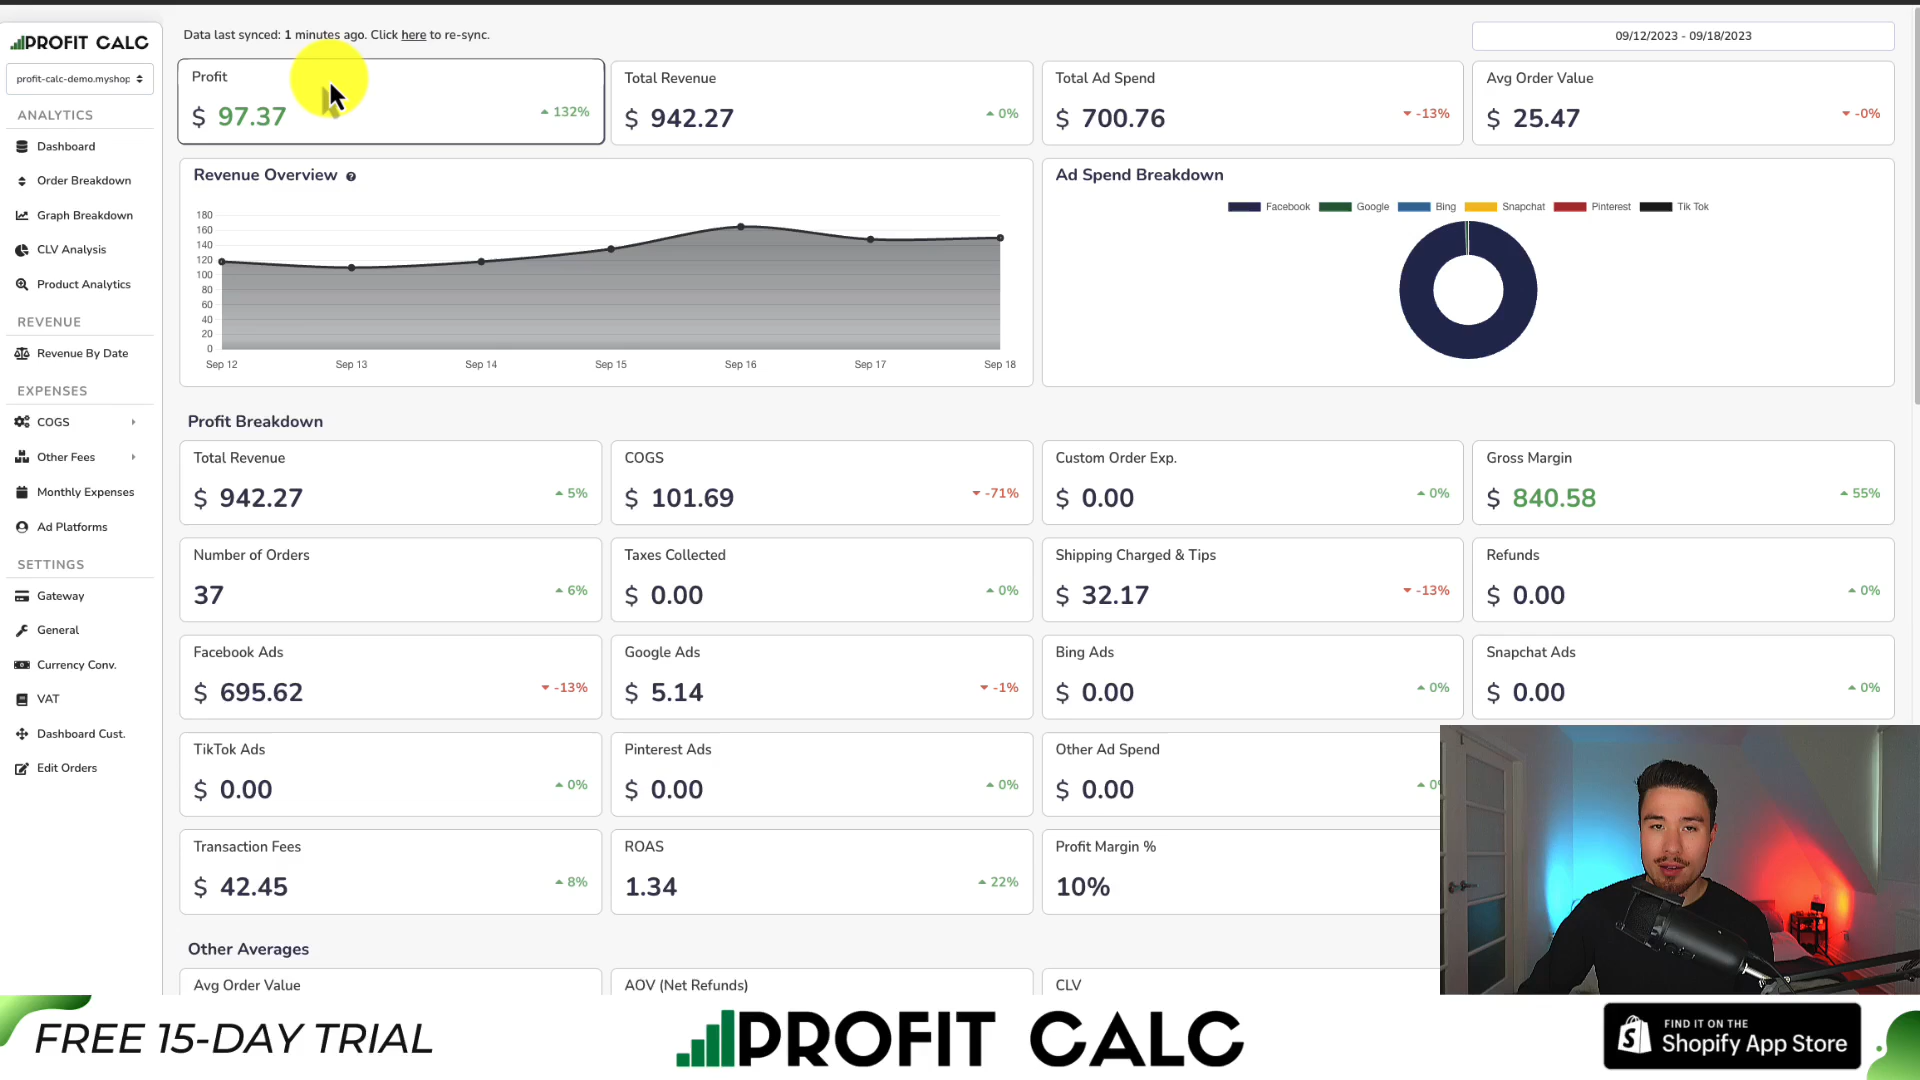 Data last synced: 1 minutes ago. Click here to re-sync.
09/12/2023 - 09/18/2023
PROFIT CALC
profit-calc-demo.myshop
ANALYTICS
Dashboard
Order Breakdown
Graph Breakdown
CLV Analysis
Product Analytics
REVENUE
Revenue By Date
EXPENSES
COGS
Other Fees
Monthly Expenses
Ad Platforms
SETTINGS
Gateway
General
Currency Conv.
VAT
Dashboard Cust.
Edit Orders
Profit
$ 97.37
132%
Total Revenue
$ 942.27
0%
Total Ad Spend
$ 700.76
-13%
Avg Order Value
$ 25.47
-0%
Revenue Overview
180
160
140
120
100
80
60
40
20
0
Sep 12 Sep 13 Sep 14 Sep 15 Sep 16 Sep 17 Sep 18
Ad Spend Breakdown
Facebook Google Bing Snapchat Pinterest Tik Tok
Profit Breakdown
Total Revenue
$ 942.27
5%
COGS
$ 101.69
-71%
Custom Order Exp.
$ 0.00
0%
Gross Margin
$ 840.58
55%
Number of Orders
37
6%
Taxes Collected
$ 0.00
0%
Shipping Charged & Tips
$ 32.17
-13%
Refunds
$ 0.00
0%
Facebook Ads
$ 695.62
-13%
Google Ads
$ 5.14
-1%
Bing Ads
$ 0.00
0%
Snapchat Ads
$ 0.00
0%
TikTok Ads
$ 0.00
0%
Pinterest Ads
$ 0.00
0%
Other Ad Spend
$ 0.00
0%
Transaction Fees
$ 42.45
8%
ROAS
1.34
22%
Profit Margin %
10%
Other Averages
Avg Order Value
AOV (Net Refunds)
CLV
FREE 15-DAY TRIAL
PROFIT CALC
FIND IT ON THE
Shopify App Store